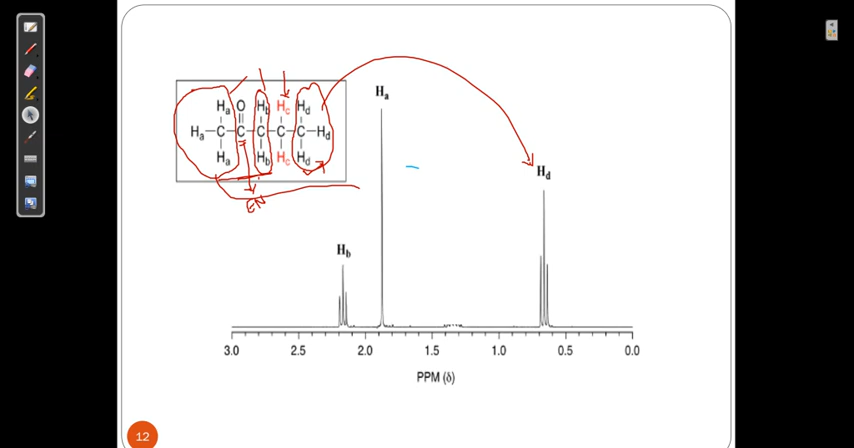 Ha O Hb Hc Hd
Ha C C C C C Hd
Ha Hb Hc Hd
EN
Ha
Hd
Hb
3.0 2.5 2.0 1.5 1.0 0.5 0.0
PPM (δ)
12